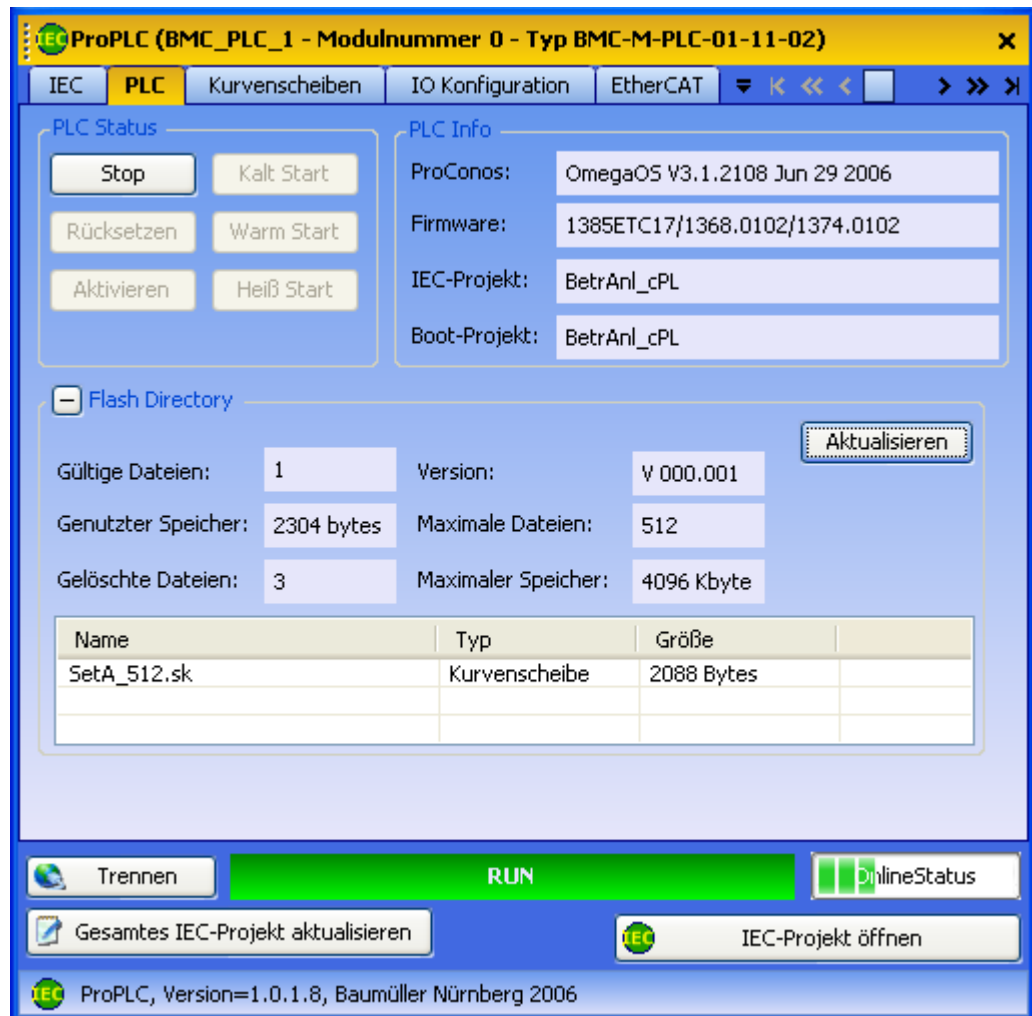 IEC ProPLC (BMC_PLC_1 - Modulnummer 0 - Typ BMC-M-PLC-01-11-02)
IEC PLC Kurvenscheiben IO Konfiguration EtherCAT
PLC Status
Stop Kalt Start
Rücksetzen Warm Start
Aktivieren Heiß Start
PLC Info
ProConos: OmegaOS V3.1.2108 Jun 29 2006
Firmware: 1385ETC17/1368.0102/1374.0102
IEC-Projekt: BetrAnl_cPL
Boot-Projekt: BetrAnl_cPL
Flash Directory
Aktualisieren
Gültige Dateien: 1 Version: V 000.001
Genutzter Speicher: 2304 bytes Maximale Dateien: 512
Gelöschte Dateien: 3 Maximaler Speicher: 4096 Kbyte
Name Typ Größe
SetA_512.sk Kurvenscheibe 2088 Bytes
Trennen RUN OnlineStatus
Gesamtes IEC-Projekt aktualisieren IEC IEC-Projekt öffnen
IEC ProPLC, Version=1.0.1.8, Baumüller Nürnberg 2006